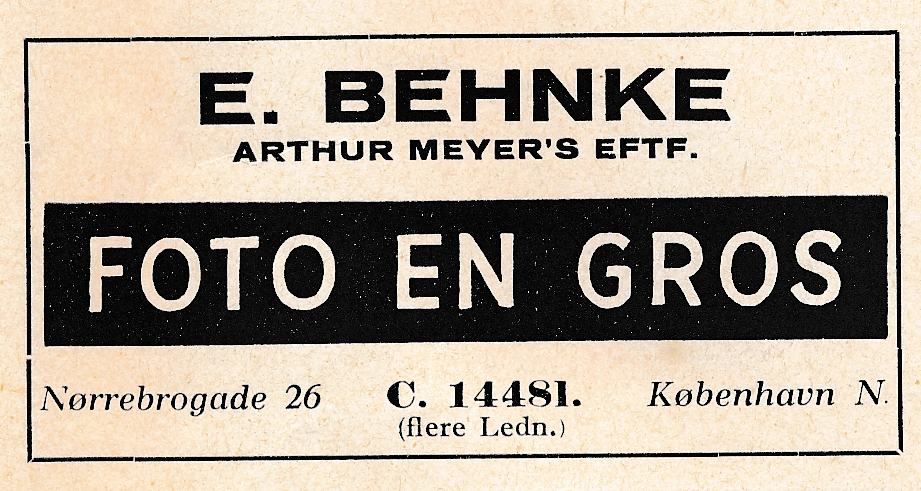 E. BEHNKE
ARTHUR MEYER'S EFTF.
FOTO EN GROS
Nørrebrogade 26 C. 14481. København N.
(flere Ledn.)